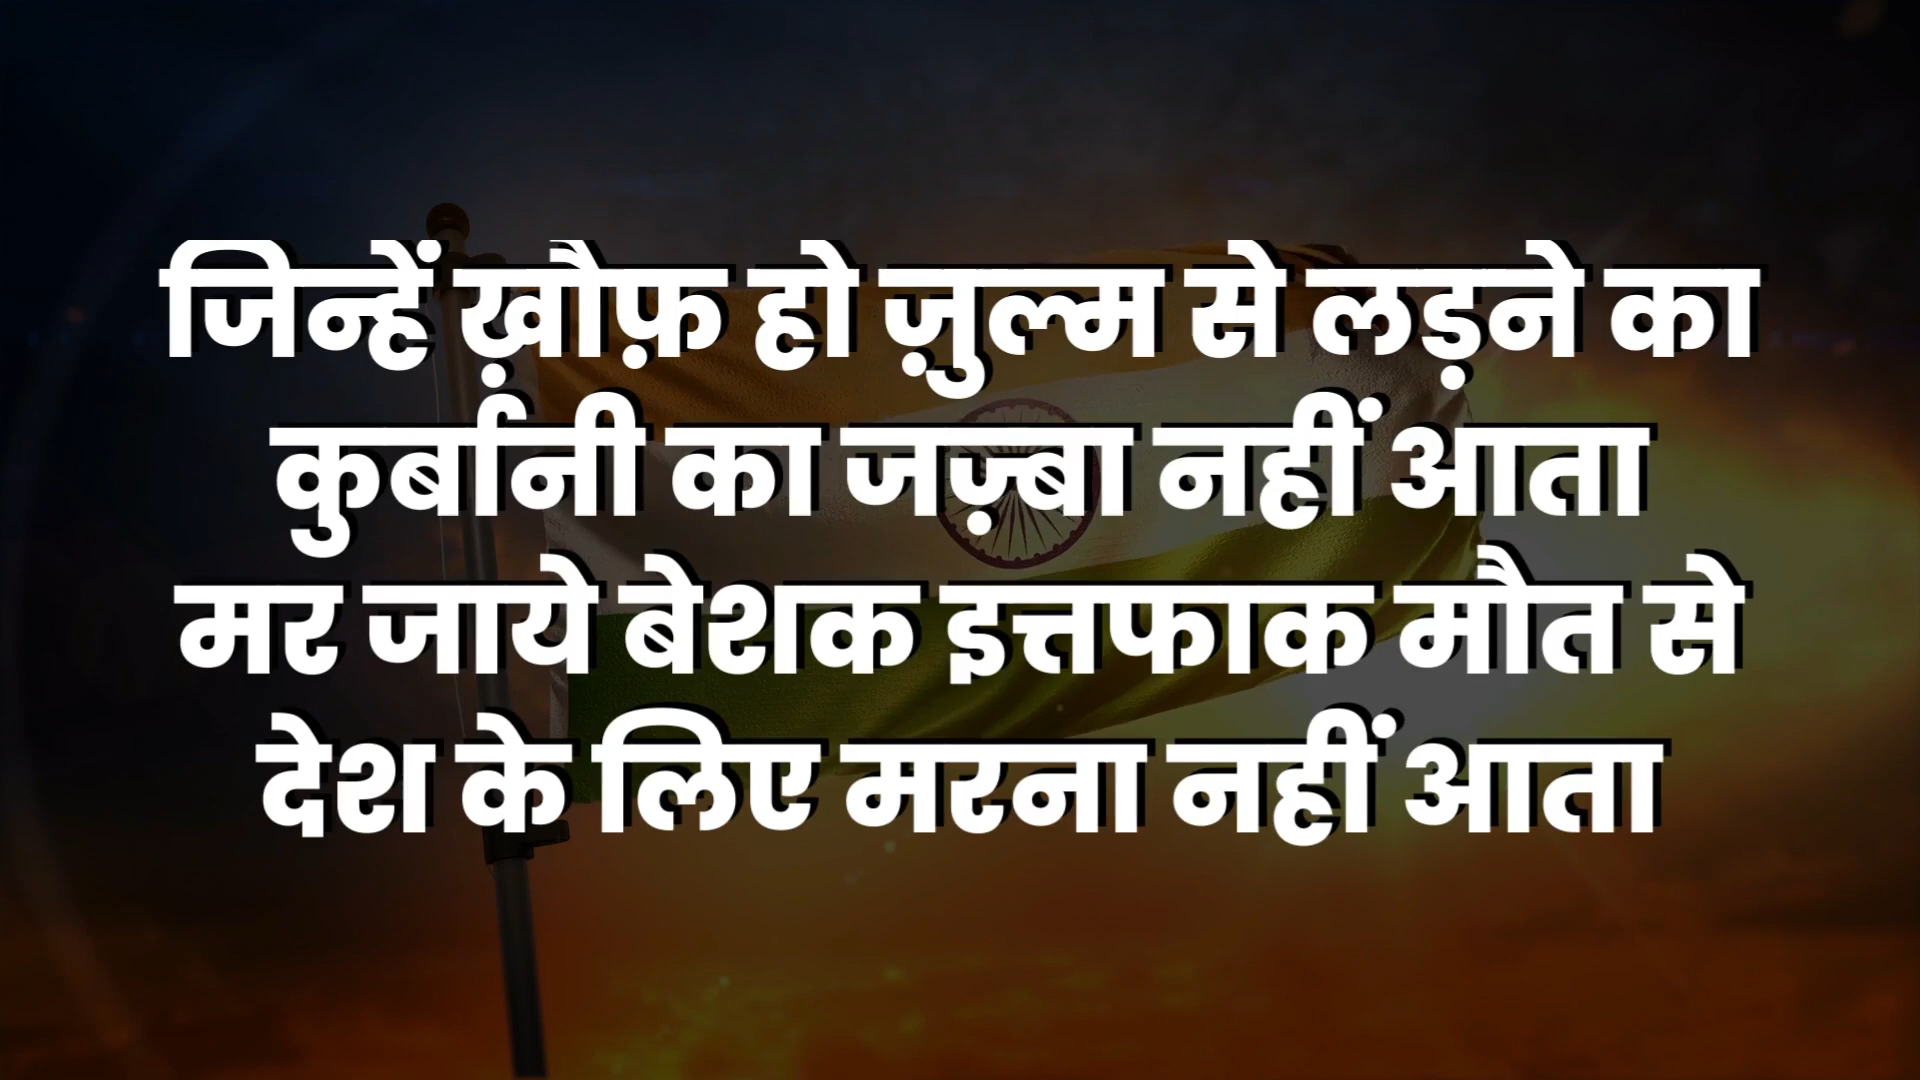 जिन्हें ख़ौफ़ हो ज़ुल्म से लड़ने का
कुर्बानी का जज़्बा नहीं आता
मर जाये बेशक इत्तफाक मौत से
देश के लिए मरना नहीं आता